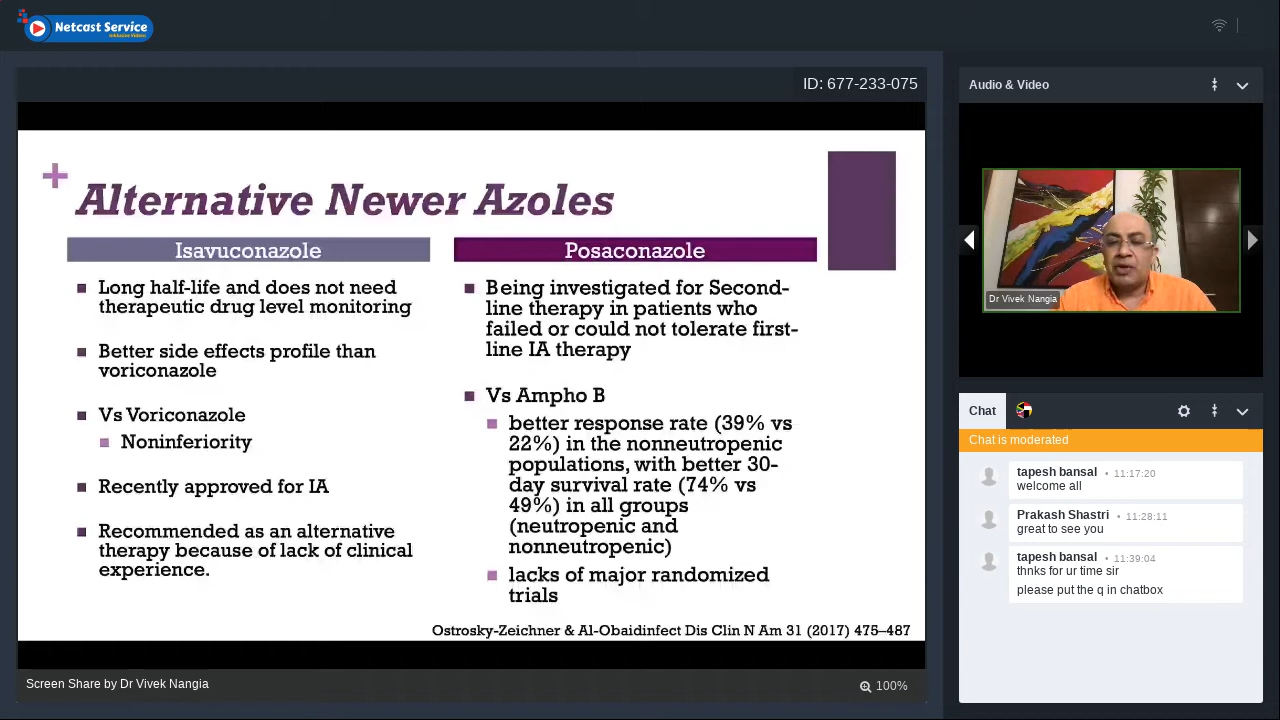 Netcast Service
Inklusive Videos
ID: 677-233-075
Audio & Video
+
Alternative Newer Azoles
Isavuconazole
Long half-life and does not need
therapeutic drug level monitoring
Better side effects profile than
voriconazole
Vs Voriconazole
Noninferiority
Recently approved for IA
Recommended as an alternative
therapy because of lack of clinical
experience.
Posaconazole
Being investigated for Second-
line therapy in patients who
failed or could not tolerate first-
line IA therapy
Vs Ampho B
better response rate (39% vs
22%) in the nonneutropenic
populations, with better 30-
day survival rate (74% vs
49%) in all groups
(neutropenic and
nonneutropenic)
lacks of major randomized
trials
Ostrosky-Zeichner & Al-Obaidinfect Dis Clin N Am 31 (2017) 475–487
Screen Share by Dr Vivek Nangia
100%
Dr Vivek Nangia
Chat
Chat is moderated
tapesh bansal • 11:17:20
welcome all
Prakash Shastri • 11:28:11
great to see you
tapesh bansal • 11:39:04
thnks for ur time sir
please put the q in chatbox